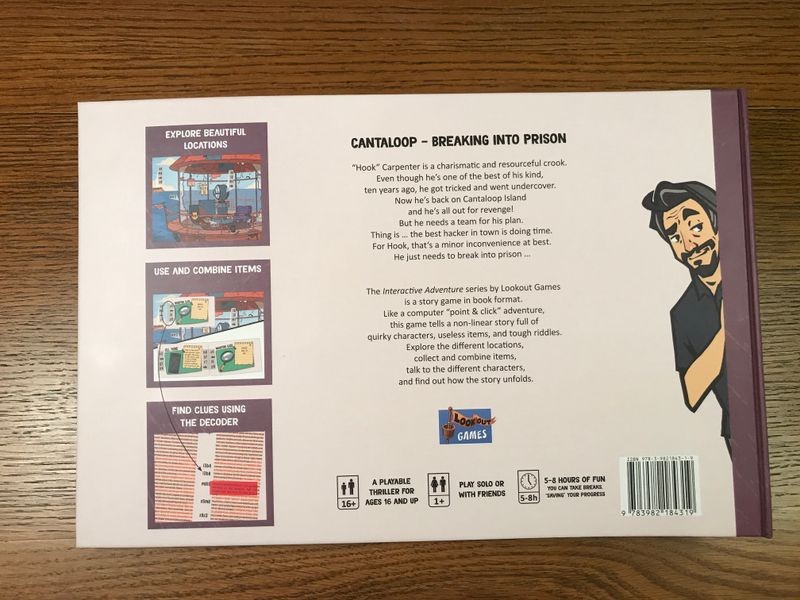 EXPLORE BEAUTIFUL
LOCATIONS
USE AND COMBINE ITEMS
FIND CLUES USING
THE DECODER
CANTALOOP – BREAKING INTO PRISON
“Hook” Carpenter is a charismatic and resourceful crook.
Even though he’s one of the best of his kind,
ten years ago, he got tricked and went undercover.
Now he’s back on Cantaloop Island
and he’s all out for revenge!
But he needs a team for his plan.
Thing is ... the best hacker in town is doing time.
For Hook, that’s a minor inconvenience at best.
He just needs to break into prison ...
The Interactive Adventure series by Lookout Games
is a story game in book format.
Like a computer “point & click” adventure,
this game tells a non-linear story full of
quirky characters, useless items, and tough riddles.
Explore the different locations,
collect and combine items,
talk to the different characters,
and find out how the story unfolds.
LOOKOUT
GAMES
16+
A PLAYABLE
THRILLER FOR
AGES 16 AND UP
1+
PLAY SOLO OR
WITH FRIENDS
5-8h
5-8 HOURS OF FUN
YOU CAN TAKE BREAKS
‘SAVING’ YOUR PROGRESS
ISBN 978-3-9821843-1-9
9 783982 184319